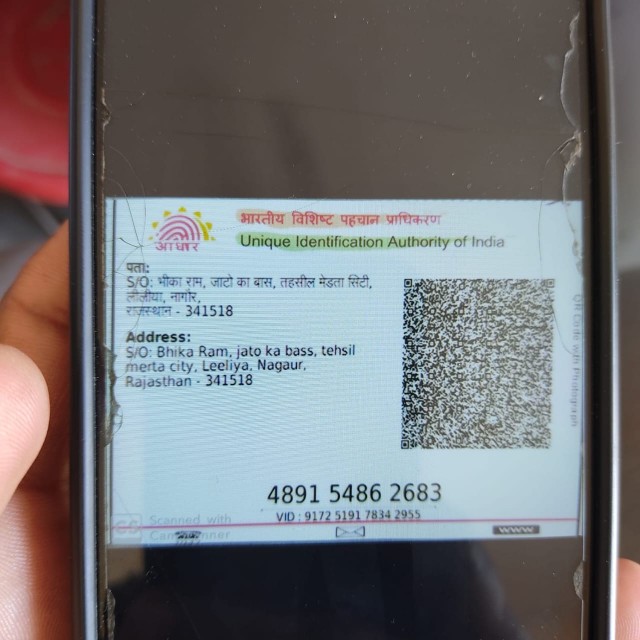 भारतीय विशिष्ट पहचान प्राधिकरण
आधार
Unique Identification Authority of India
पता:
S/O: भीका राम, जाटो का बास, तहसील मेडता सिटी,
लीलीया, नागौर,
राजस्थान - 341518
Address:
S/O: Bhika Ram, jato ka bass, tehsil
merta city, Leeliya, Nagaur,
Rajasthan - 341518
QR Code with Photograph
4891 5486 2683
VID : 9172 5191 7834 2955
CS Scanned with
CamScanner
www